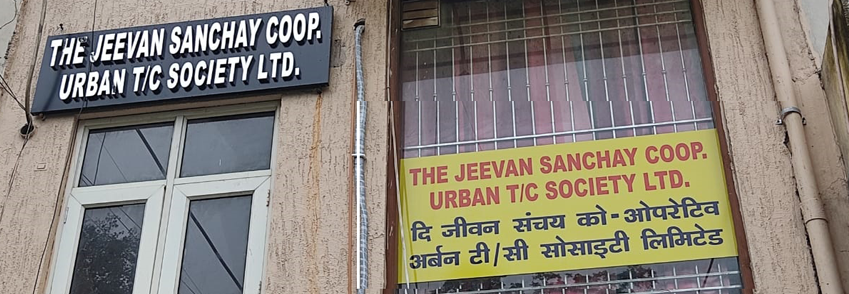 THE JEEVAN SANCHAY COOP.
URBAN T/C SOCIETY LTD.
THE JEEVAN SANCHAY COOP.
URBAN T/C SOCIETY LTD.
दि जीवन संचय को-ओपरेटिव
अर्बन टी/सी सोसाइटी लिमिटेड